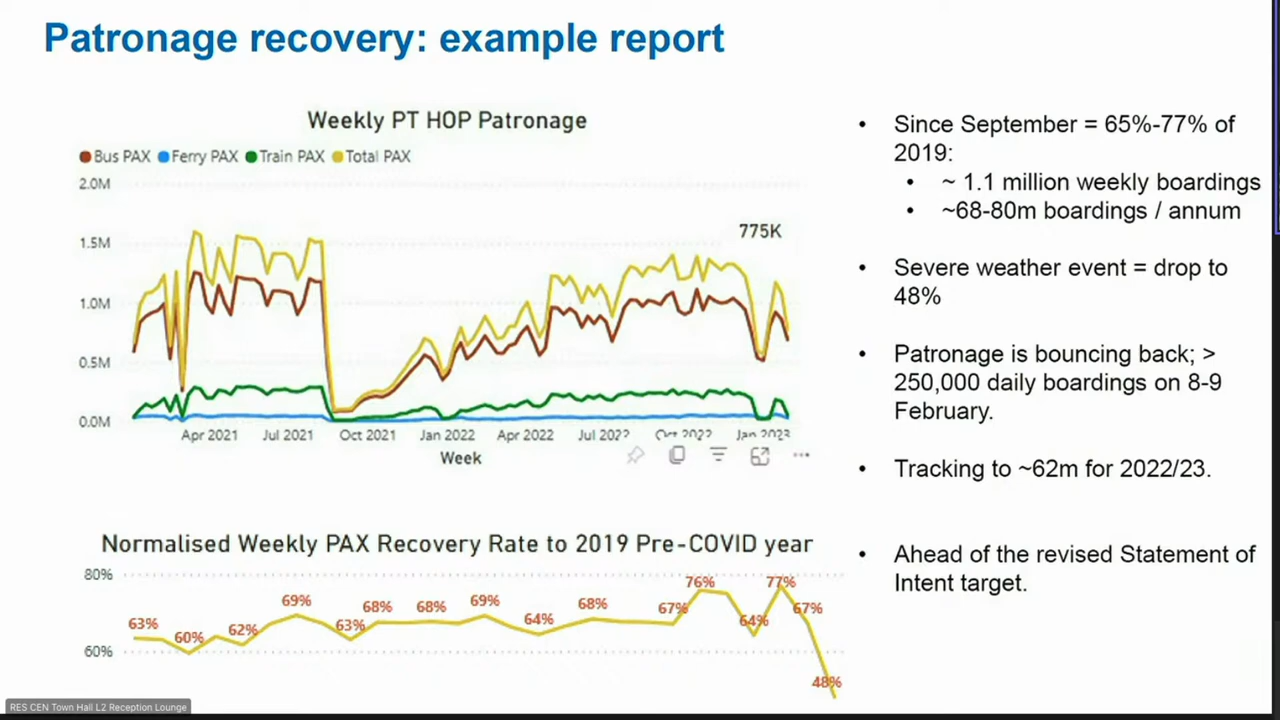 Patronage recovery: example report
Weekly PT HOP Patronage
Bus PAX Ferry PAX Train PAX Total PAX
2.0M
1.5M
1.0M
0.5M
0.0M
775K
Apr 2021 Jul 2021 Oct 2021 Jan 2022 Apr 2022 Jul 2022 Oct 2022 Jan 2023
Week
Normalised Weekly PAX Recovery Rate to 2019 Pre-COVID year
80%
60%
63% 60% 62% 69% 63% 68% 68% 69% 64% 68% 67% 76% 64% 77% 67% 48%
• Since September = 65%-77% of
2019:
• ~ 1.1 million weekly boardings
• ~68-80m boardings / annum
• Severe weather event = drop to
48%
• Patronage is bouncing back; >
250,000 daily boardings on 8-9
February.
• Tracking to ~62m for 2022/23.
• Ahead of the revised Statement of
Intent target.
RES CEN Town Hall L2 Reception Lounge